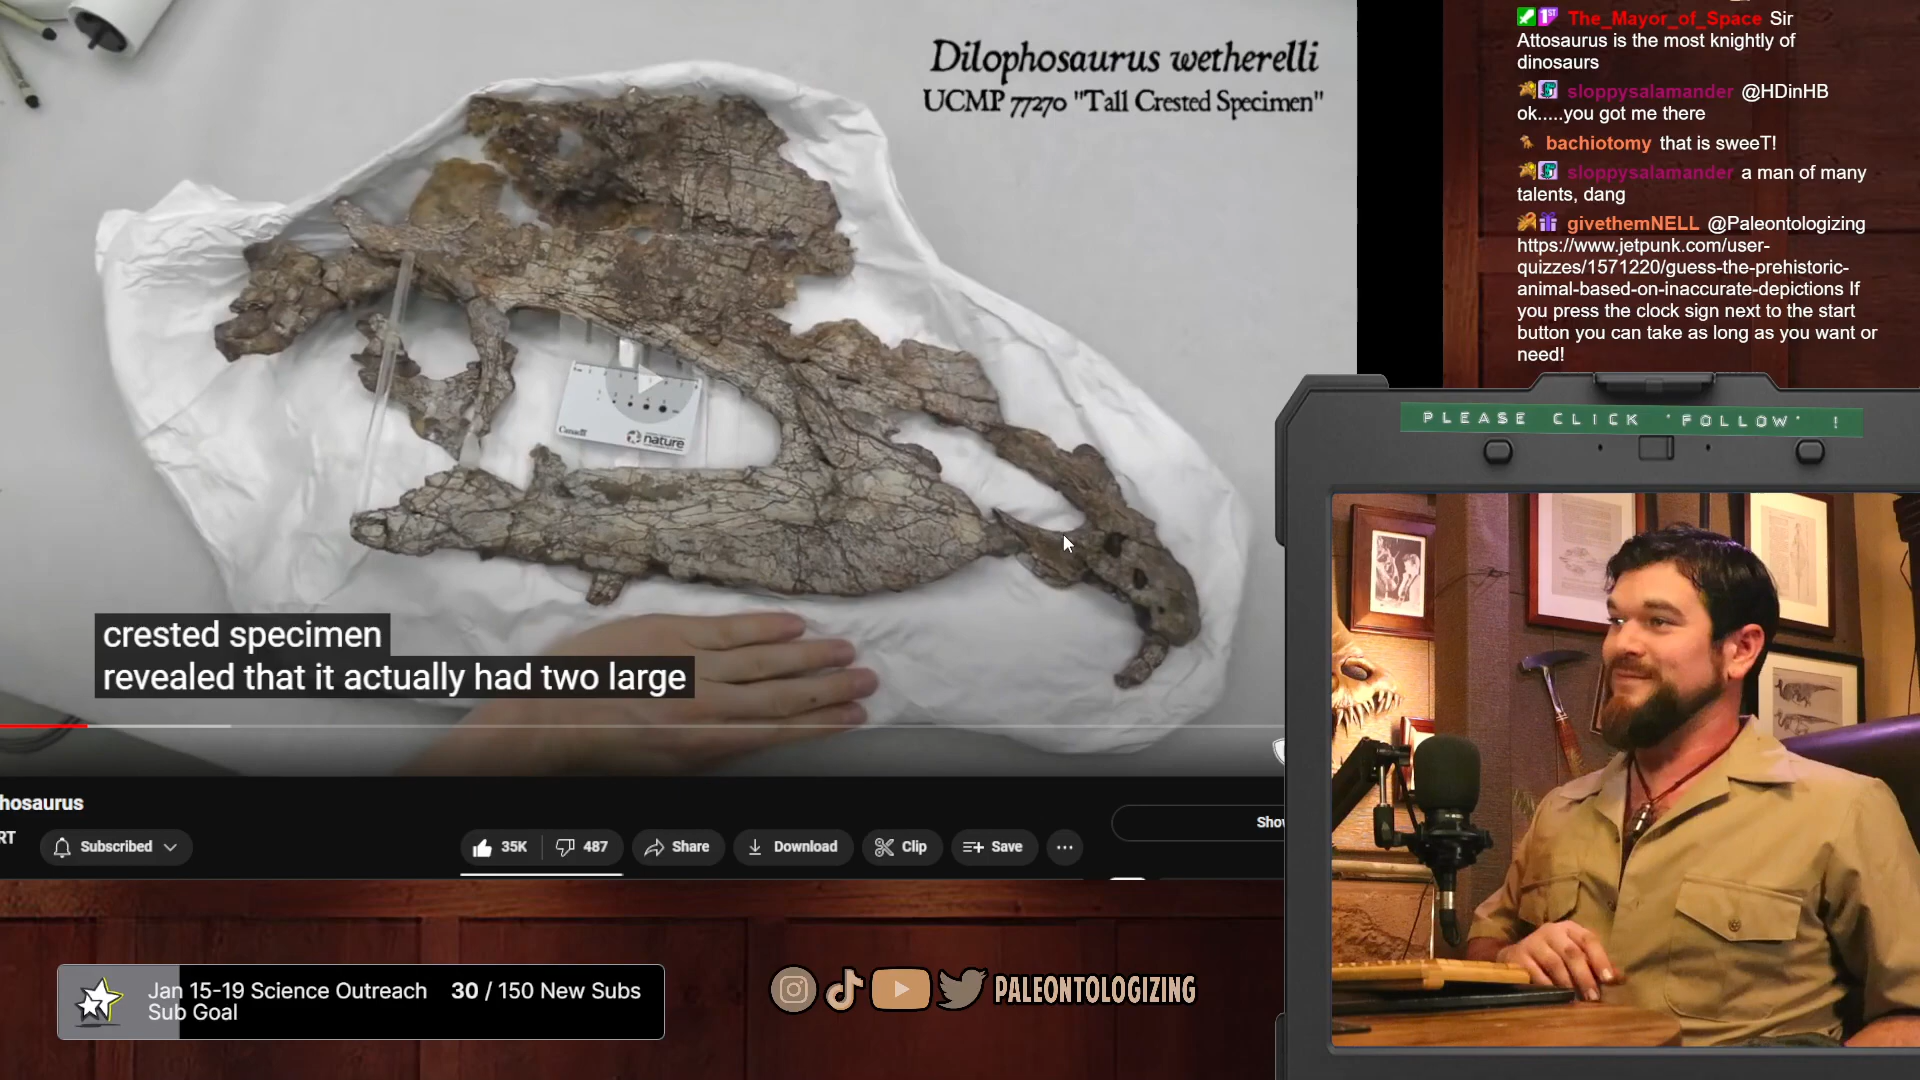 Dilophosaurus wetherelli
UCMP 77270 "Tall Crested Specimen"
Canadä
nature
crested specimen
revealed that it actually had two large
hosaurus
RT
Subscribed
35K
487
Share
Download
Clip
Save
...
Jan 15-19 Science Outreach
Sub Goal
30 / 150 New Subs
PALEONTOLOGIZING
1ST The_Mayor_of_Space Sir
Attosaurus is the most knightly of
dinosaurs
sloppysalamander @HDinHB
ok.....you got me there
bachiotomy that is sweeT!
sloppysalamander a man of many
talents, dang
givethemNELL @Paleontologizing
https://www.jetpunk.com/user-
quizzes/1571220/guess-the-prehistoric-
animal-based-on-inaccurate-depictions If
you press the clock sign next to the start
button you can take as long as you want or
need!
PLEASE CLICK 'FOLLOW' !